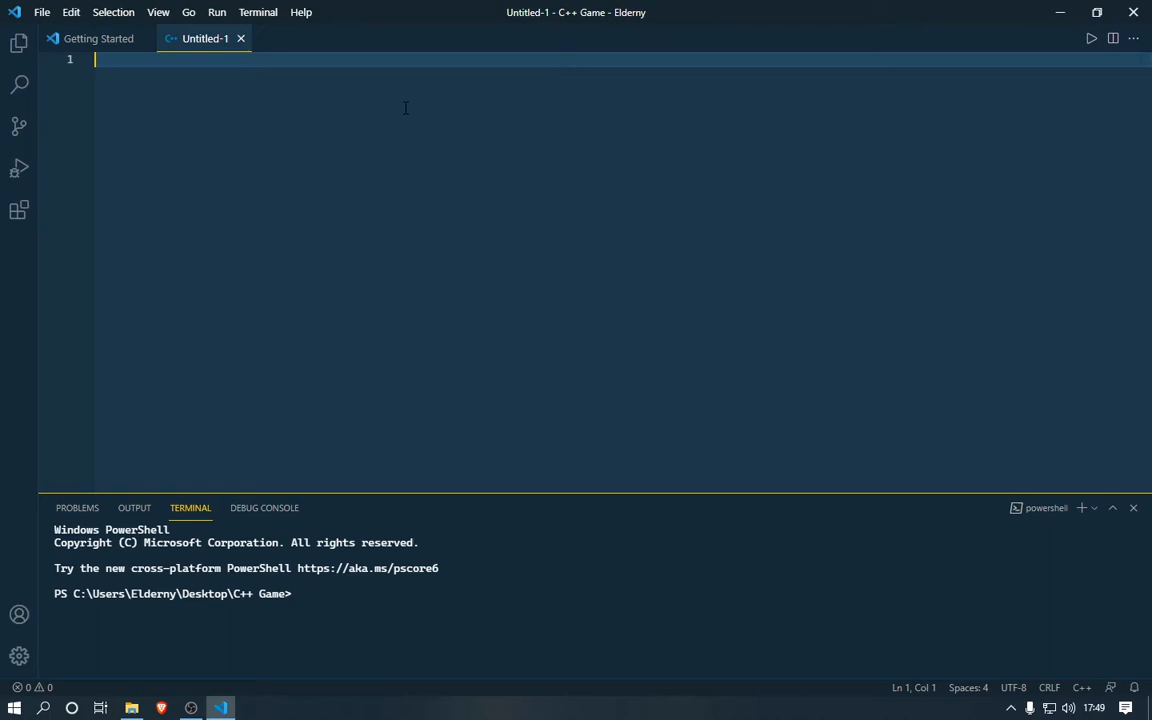 File Edit Selection View Go Run Terminal Help
Untitled-1 - C++ Game - Elderny
Getting Started
Untitled-1
1
PROBLEMS OUTPUT TERMINAL DEBUG CONSOLE
powershell
Windows PowerShell
Copyright (C) Microsoft Corporation. All rights reserved.
Try the new cross-platform PowerShell https://aka.ms/pscore6
PS C:\Users\Elderny\Desktop\C++ Game>
0 0
Ln 1, Col 1 Spaces: 4 UTF-8 CRLF C++
17:49